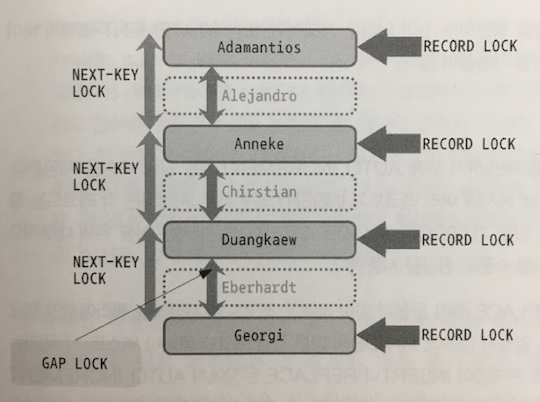 Adamantios
RECORD LOCK
NEXT-KEY
LOCK
Alejandro
Anneke
RECORD LOCK
NEXT-KEY
LOCK
Chirstian
Duangkaew
RECORD LOCK
NEXT-KEY
LOCK
Eberhardt
Georgi
RECORD LOCK
GAP LOCK